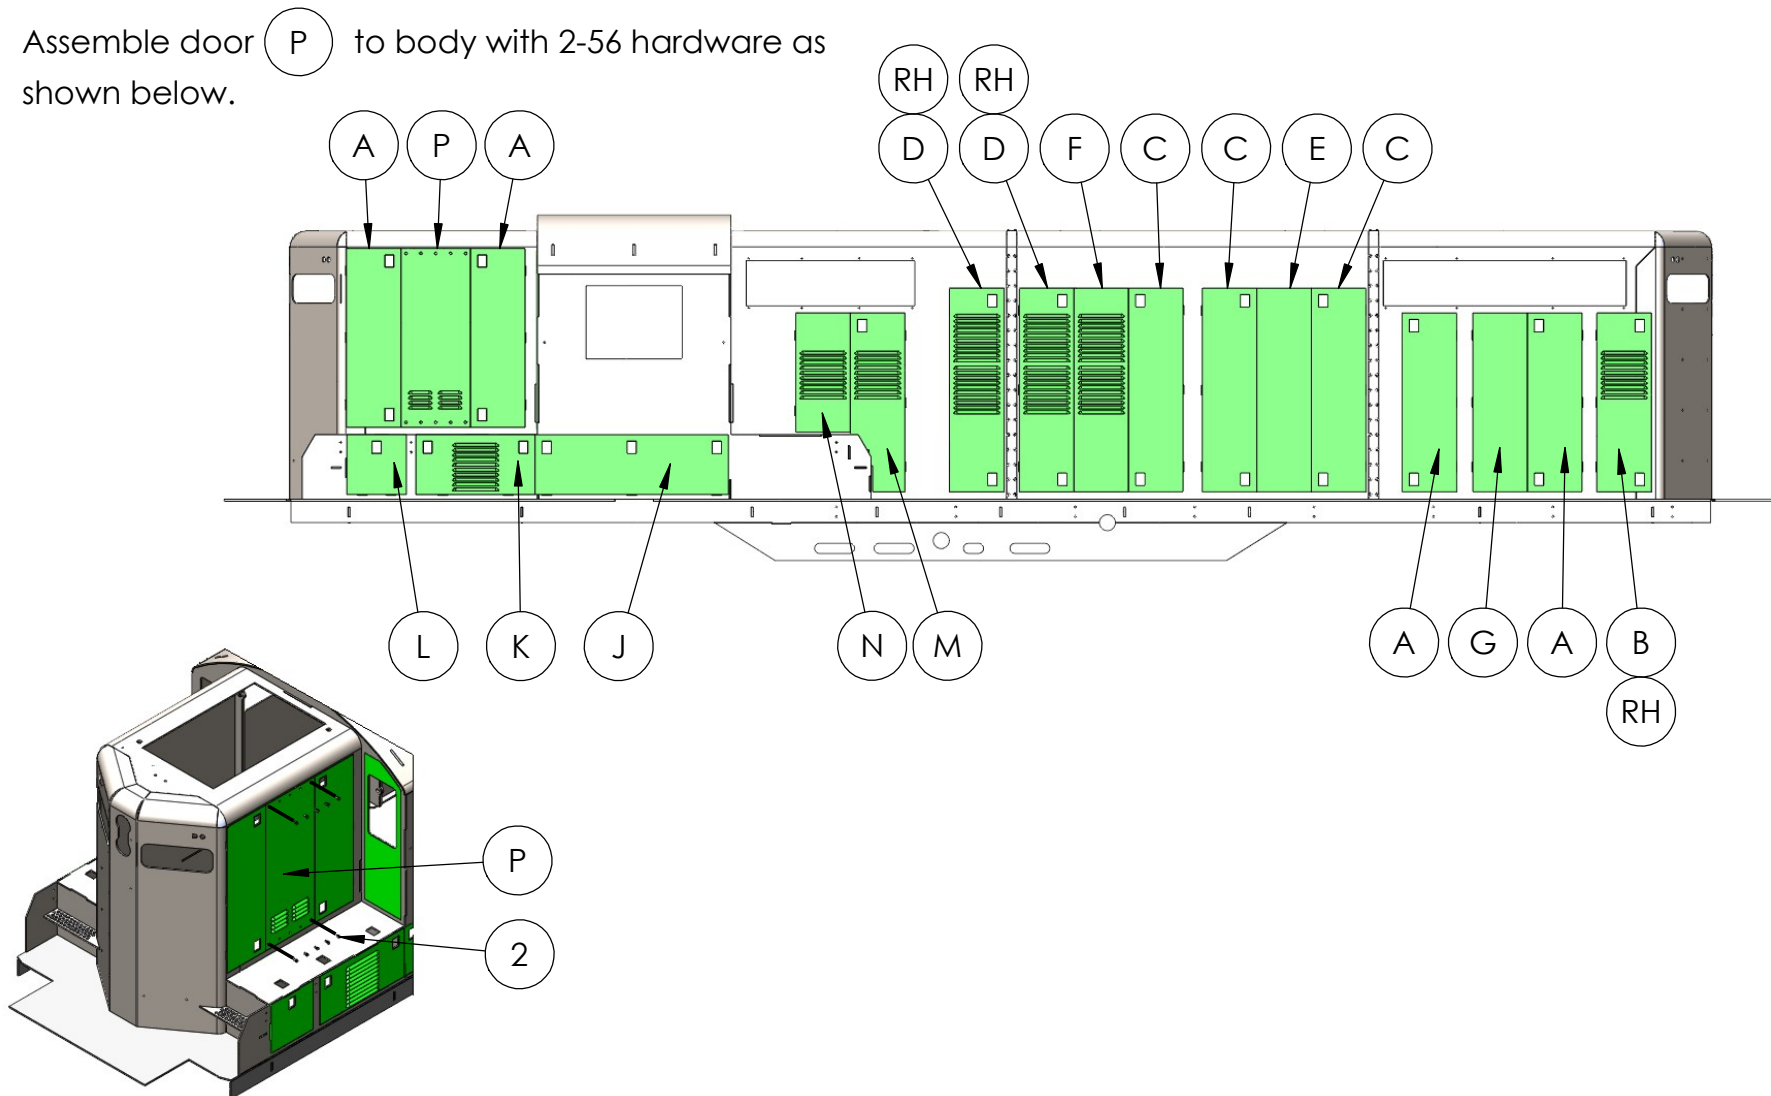 Assemble door P to body with 2-56 hardware as
shown below.
RH RH
A P A D D F C C E C
L K J N M A G A B
RH
P
2